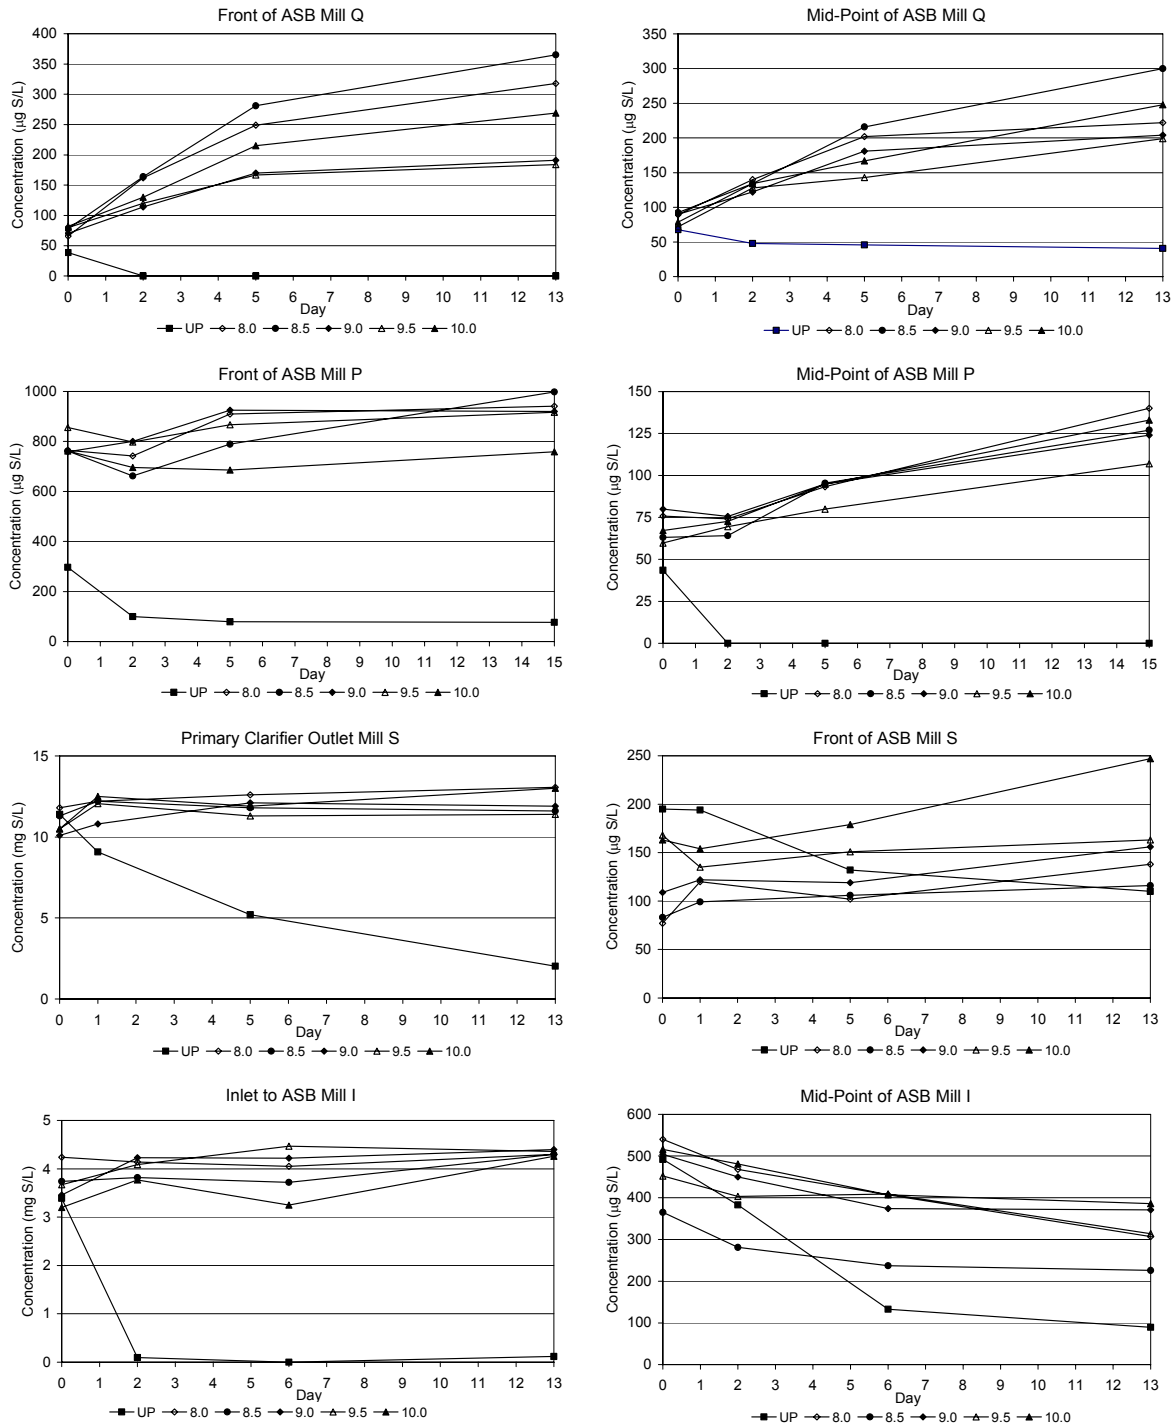 Front of ASB Mill Q
400
350
300
250
200
150
100
50
0
Concentration (µg S/L)
0 1 2 3 4 5 6 7 8 9 10 11 12 13
Day
UP 8.0 8.5 9.0 9.5 10.0
Mid-Point of ASB Mill Q
350
300
250
200
150
100
50
0
Concentration (µg S/L)
0 1 2 3 4 5 6 7 8 9 10 11 12 13
Day
UP 8.0 8.5 9.0 9.5 10.0
Front of ASB Mill P
1000
800
600
400
200
0
Concentration (µg S/L)
0 1 2 3 4 5 6 7 8 9 10 11 12 13 14 15
Day
UP 8.0 8.5 9.0 9.5 10.0
Mid-Point of ASB Mill P
150
125
100
75
50
25
0
Concentration (µg S/L)
0 1 2 3 4 5 6 7 8 9 10 11 12 13 14 15
Day
UP 8.0 8.5 9.0 9.5 10.0
Primary Clarifier Outlet Mill S
15
10
5
0
Concentration (mg S/L)
0 1 2 3 4 5 6 7 8 9 10 11 12 13
Day
UP 8.0 8.5 9.0 9.5 10.0
Front of ASB Mill S
250
200
150
100
50
0
Concentration (µg S/L)
0 1 2 3 4 5 6 7 8 9 10 11 12 13
Day
UP 8.0 8.5 9.0 9.5 10.0
Inlet to ASB Mill I
5
4
3
2
1
0
Concentration (mg S/L)
0 1 2 3 4 5 6 7 8 9 10 11 12 13
Day
UP 8.0 8.5 9.0 9.5 10.0
Mid-Point of ASB Mill I
600
500
400
300
200
100
0
Concentration (µg S/L)
0 1 2 3 4 5 6 7 8 9 10 11 12 13
Day
UP 8.0 8.5 9.0 9.5 10.0